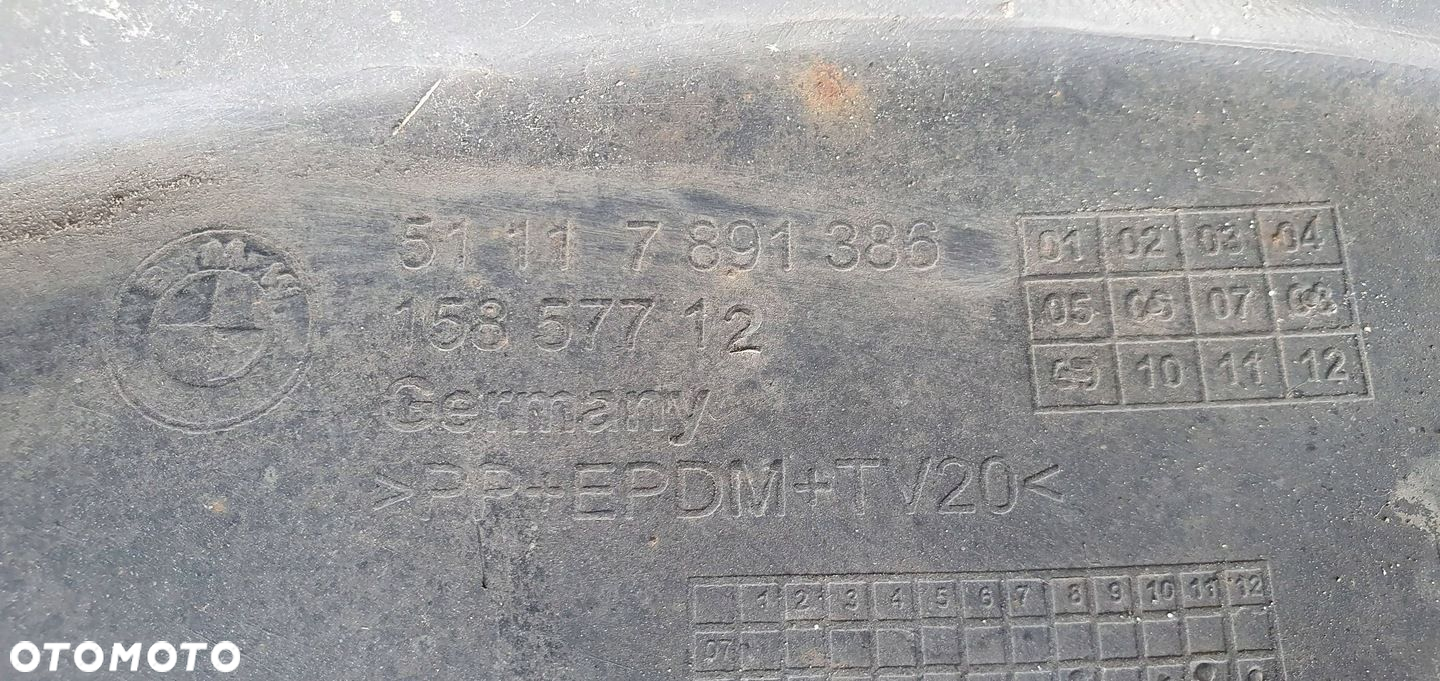 BMW
51 11 7 891 386
158 577 12
Germany
>PP+EPDM+TV20<
01 02 03 04
05 06 07 08
09 10 11 12
1 2 3 4 5 6 7 8 9 10 11 12
07
OTOMOTO